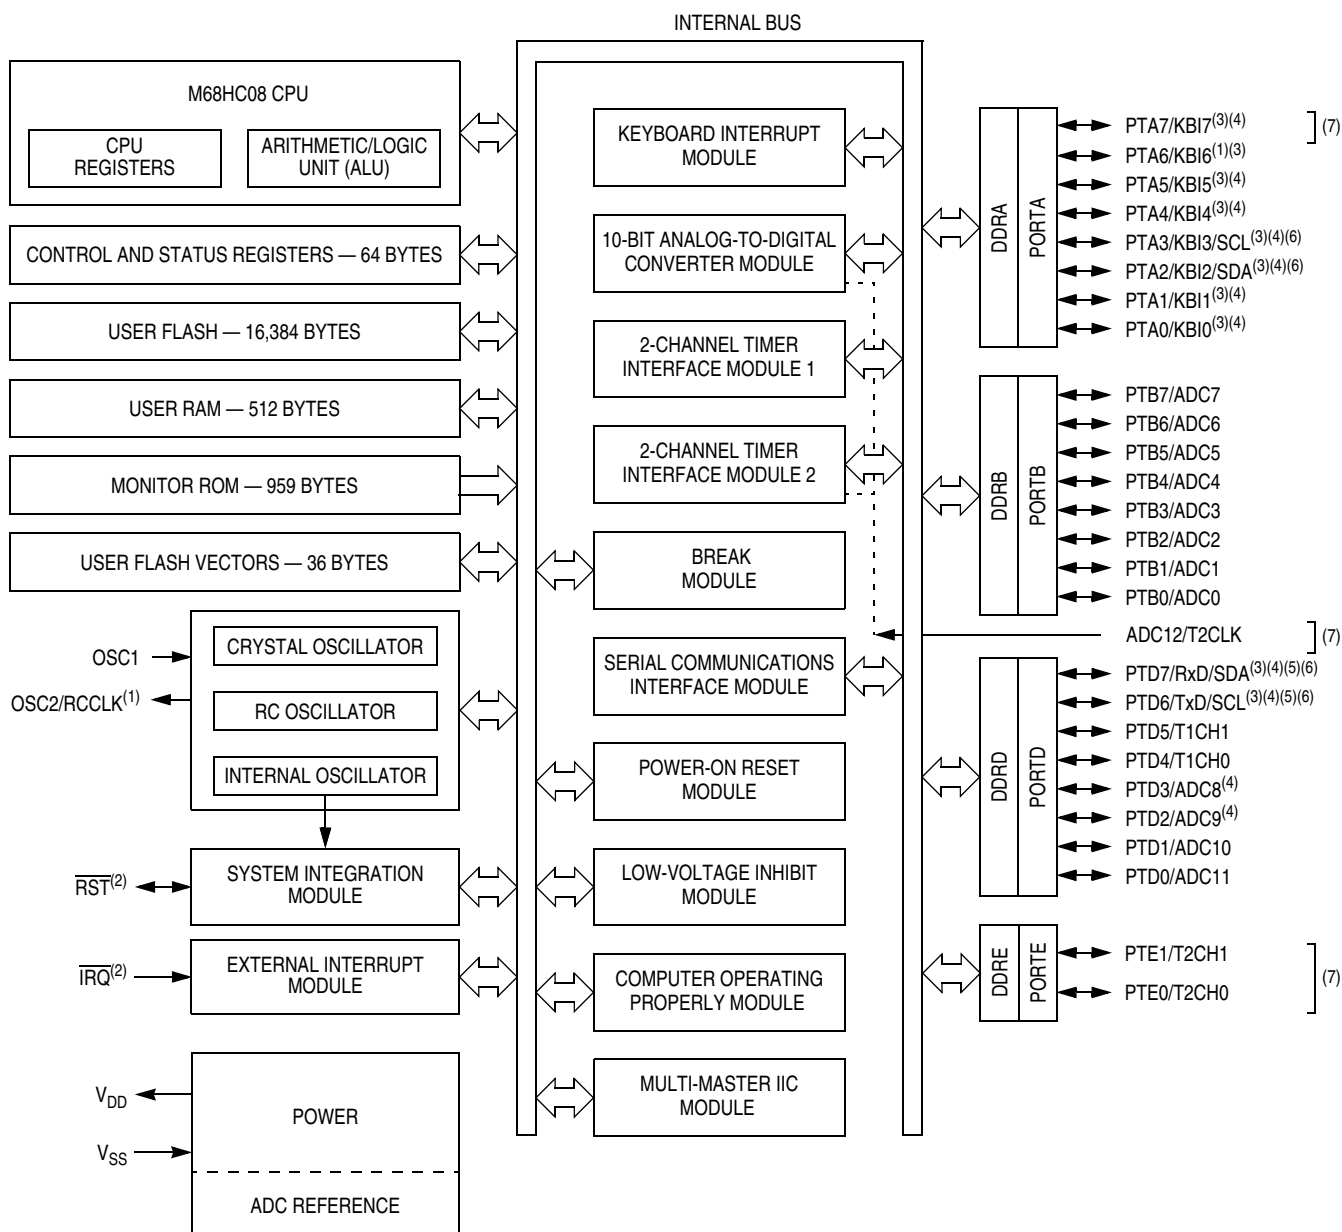 INTERNAL BUS
M68HC08 CPU
CPU
REGISTERS
ARITHMETIC/LOGIC
UNIT (ALU)
CONTROL AND STATUS REGISTERS — 64 BYTES
USER FLASH — 16,384 BYTES
USER RAM — 512 BYTES
MONITOR ROM — 959 BYTES
USER FLASH VECTORS — 36 BYTES
CRYSTAL OSCILLATOR
OSC1
OSC2/RCCLK(1)
RC OSCILLATOR
INTERNAL OSCILLATOR
RST(2)
SYSTEM INTEGRATION
MODULE
IRQ(2)
EXTERNAL INTERRUPT
MODULE
VDD
POWER
VSS
ADC REFERENCE
KEYBOARD INTERRUPT
MODULE
10-BIT ANALOG-TO-DIGITAL
CONVERTER MODULE
2-CHANNEL TIMER
INTERFACE MODULE 1
2-CHANNEL TIMER
INTERFACE MODULE 2
BREAK
MODULE
SERIAL COMMUNICATIONS
INTERFACE MODULE
POWER-ON RESET
MODULE
LOW-VOLTAGE INHIBIT
MODULE
COMPUTER OPERATING
PROPERLY MODULE
MULTI-MASTER IIC
MODULE
DDRA
PORTA
PTA7/KBI7(3)(4)
(7)
PTA6/KBI6(1)(3)
PTA5/KBI5(3)(4)
PTA4/KBI4(3)(4)
PTA3/KBI3/SCL(3)(4)(6)
PTA2/KBI2/SDA(3)(4)(6)
PTA1/KBI1(3)(4)
PTA0/KBI0(3)(4)
DDRB
PORTB
PTB7/ADC7
PTB6/ADC6
PTB5/ADC5
PTB4/ADC4
PTB3/ADC3
PTB2/ADC2
PTB1/ADC1
PTB0/ADC0
ADC12/T2CLK
(7)
DDRD
PORTD
PTD7/RxD/SDA(3)(4)(5)(6)
PTD6/TxD/SCL(3)(4)(5)(6)
PTD5/T1CH1
PTD4/T1CH0
PTD3/ADC8(4)
PTD2/ADC9(4)
PTD1/ADC10
PTD0/ADC11
DDRE
PORTE
PTE1/T2CH1
PTE0/T2CH0
(7)